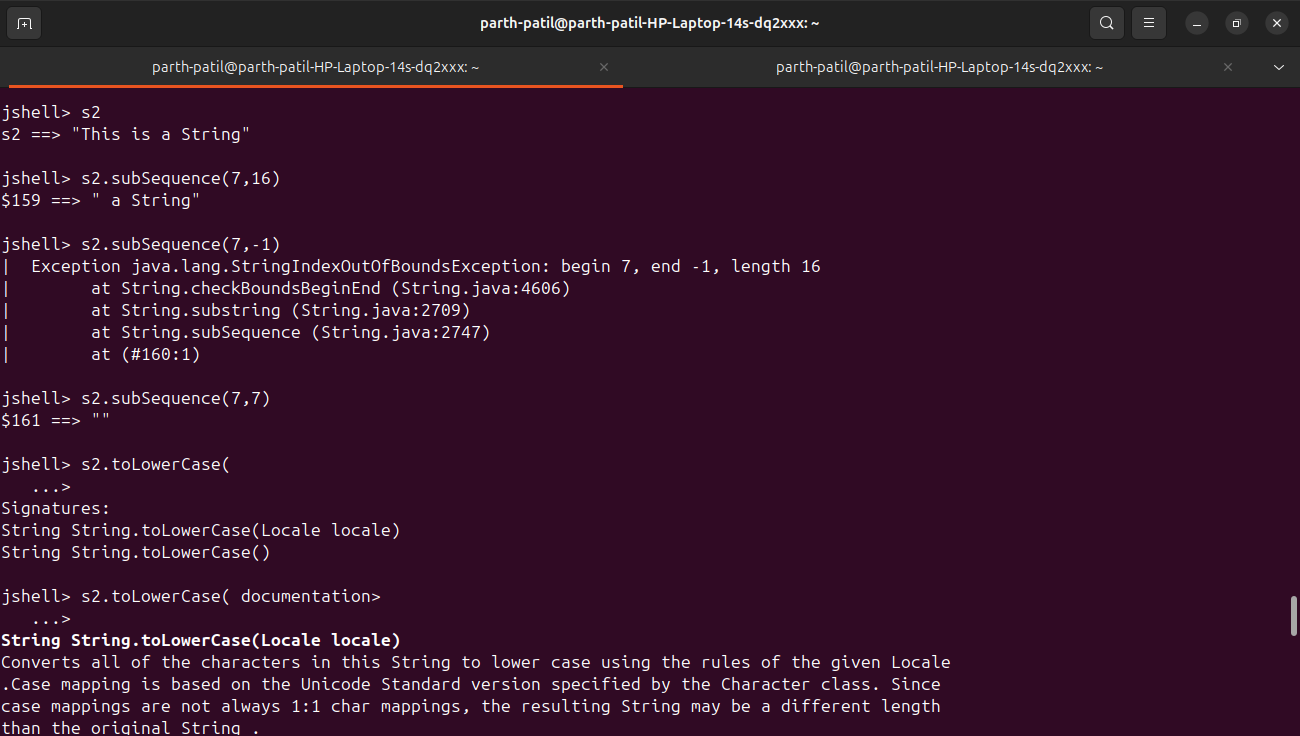 parth-patil@parth-patil-HP-Laptop-14s-dq2xxx: ~
parth-patil@parth-patil-HP-Laptop-14s-dq2xxx: ~
parth-patil@parth-patil-HP-Laptop-14s-dq2xxx: ~
jshell> s2
s2 ==> "This is a String"
jshell> s2.subSequence(7,16)
$159 ==> " a String"
jshell> s2.subSequence(7,-1)
|  Exception java.lang.StringIndexOutOfBoundsException: begin 7, end -1, length 16
|        at String.checkBoundsBeginEnd (String.java:4606)
|        at String.substring (String.java:2709)
|        at String.subSequence (String.java:2747)
|        at (#160:1)
jshell> s2.subSequence(7,7)
$161 ==> ""
jshell> s2.toLowerCase(
   ...>
Signatures:
String String.toLowerCase(Locale locale)
String String.toLowerCase()
jshell> s2.toLowerCase( documentation>
   ...>
String String.toLowerCase(Locale locale)
Converts all of the characters in this String to lower case using the rules of the given Locale
.Case mapping is based on the Unicode Standard version specified by the Character class. Since
case mappings are not always 1:1 char mappings, the resulting String may be a different length
than the original String .